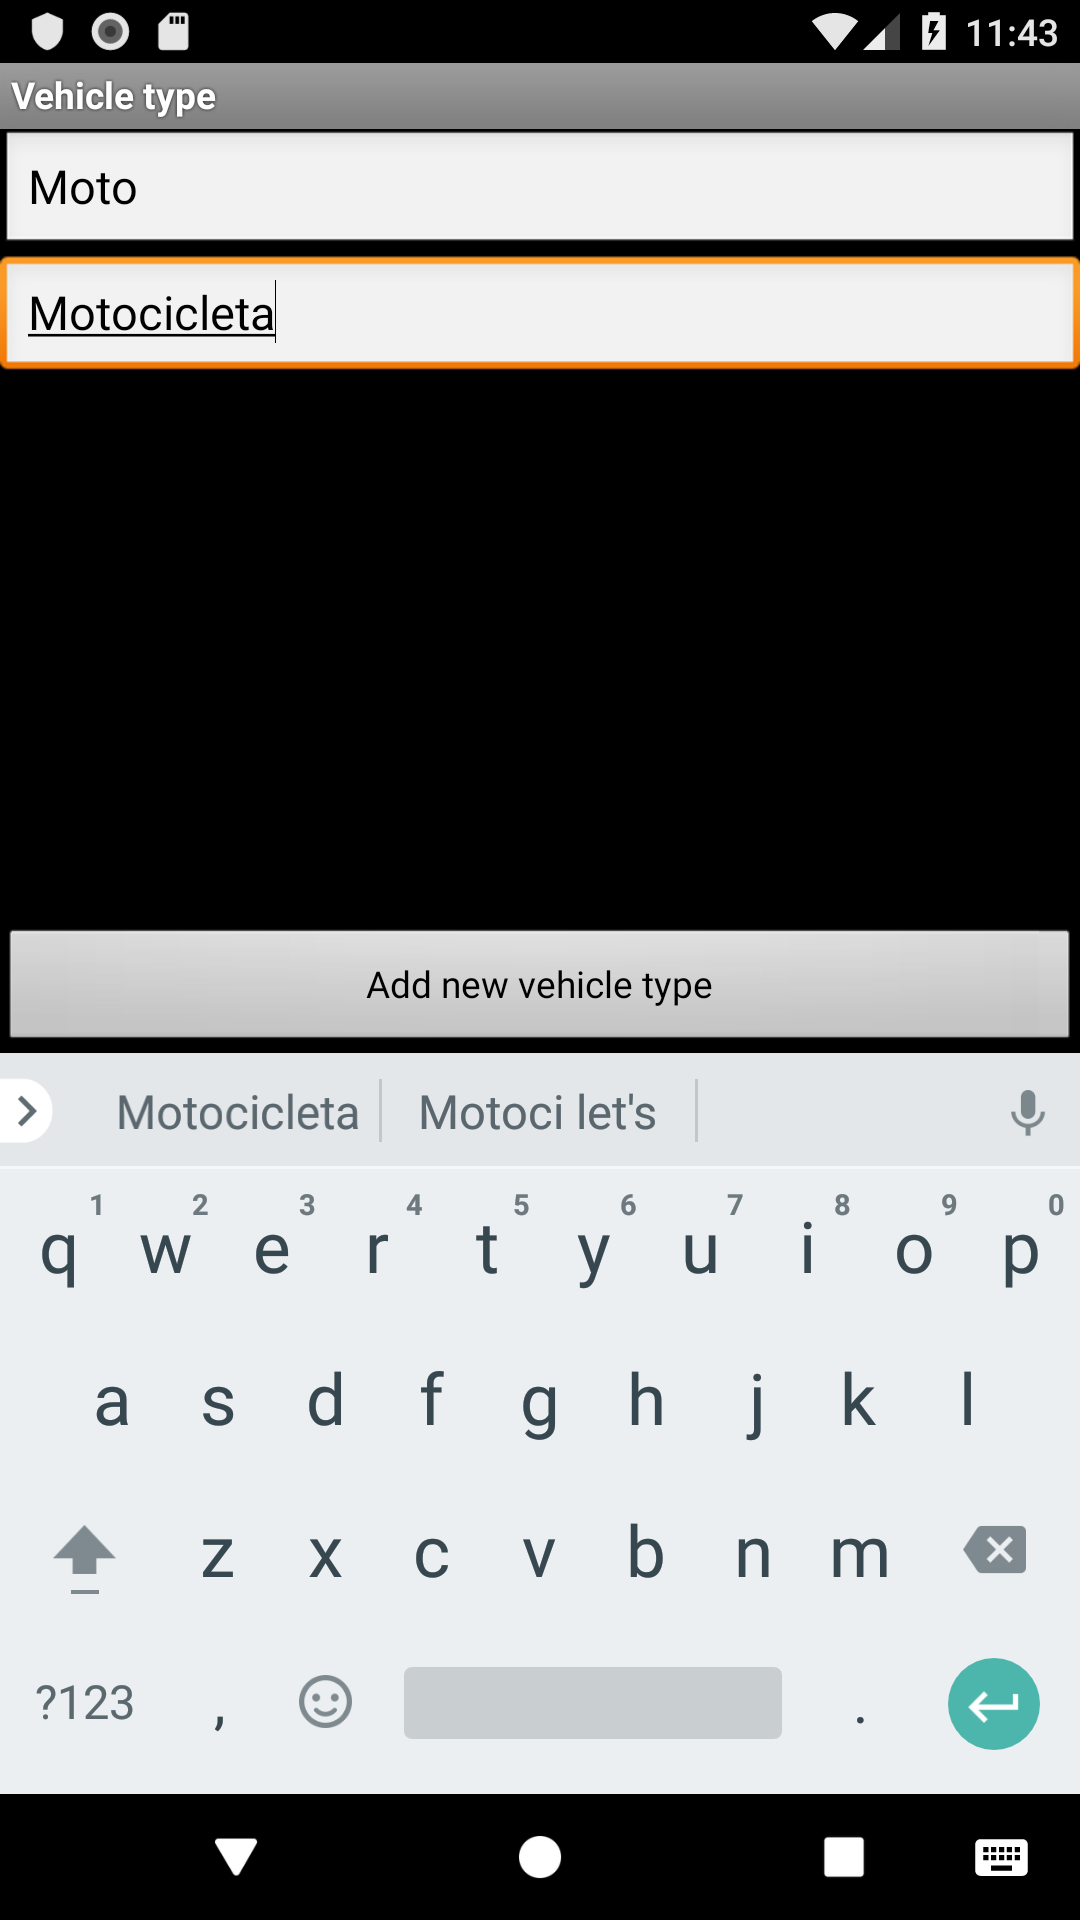 11:43
Vehicle type
Moto
Motocicleta
Add new vehicle type
Motocicleta Motoci let's
1 2 3 4 5 6 7 8 9 0
q w e r t y u i o p
a s d f g h j k l
z x c v b n m
?123 , .